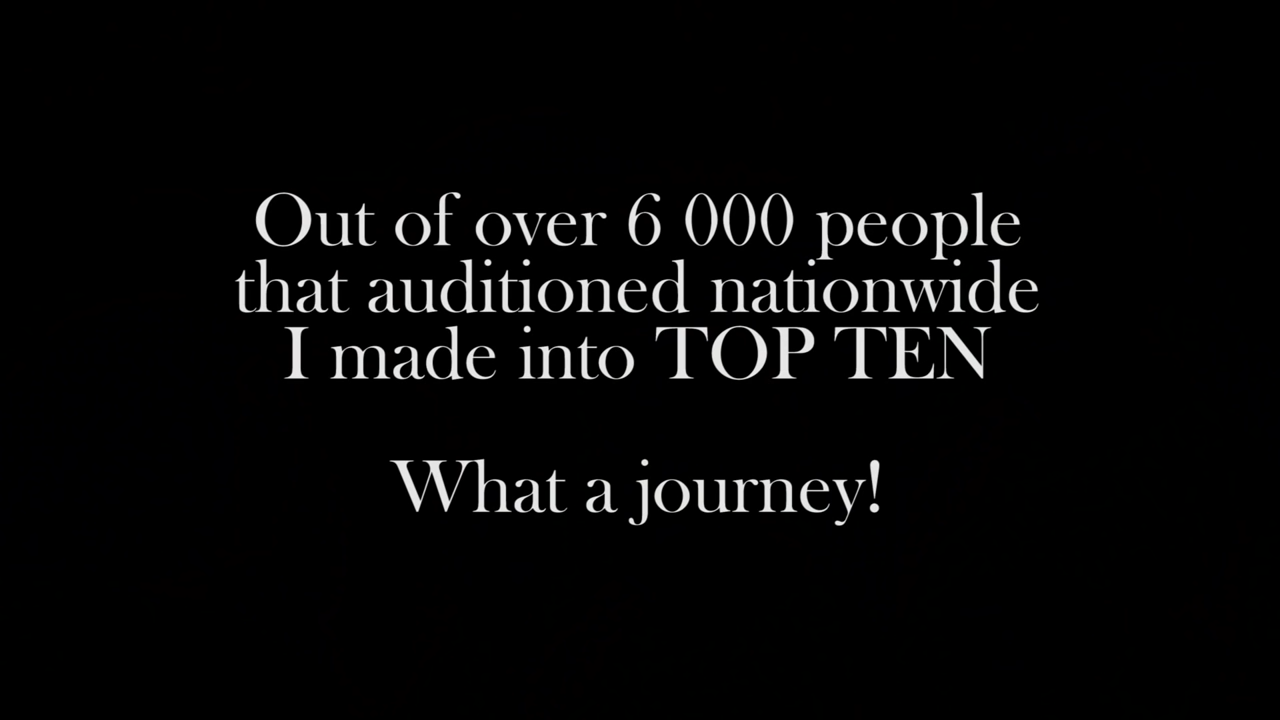 Out of over 6 000 people
that auditioned nationwide
I made into TOP TEN
What a journey!